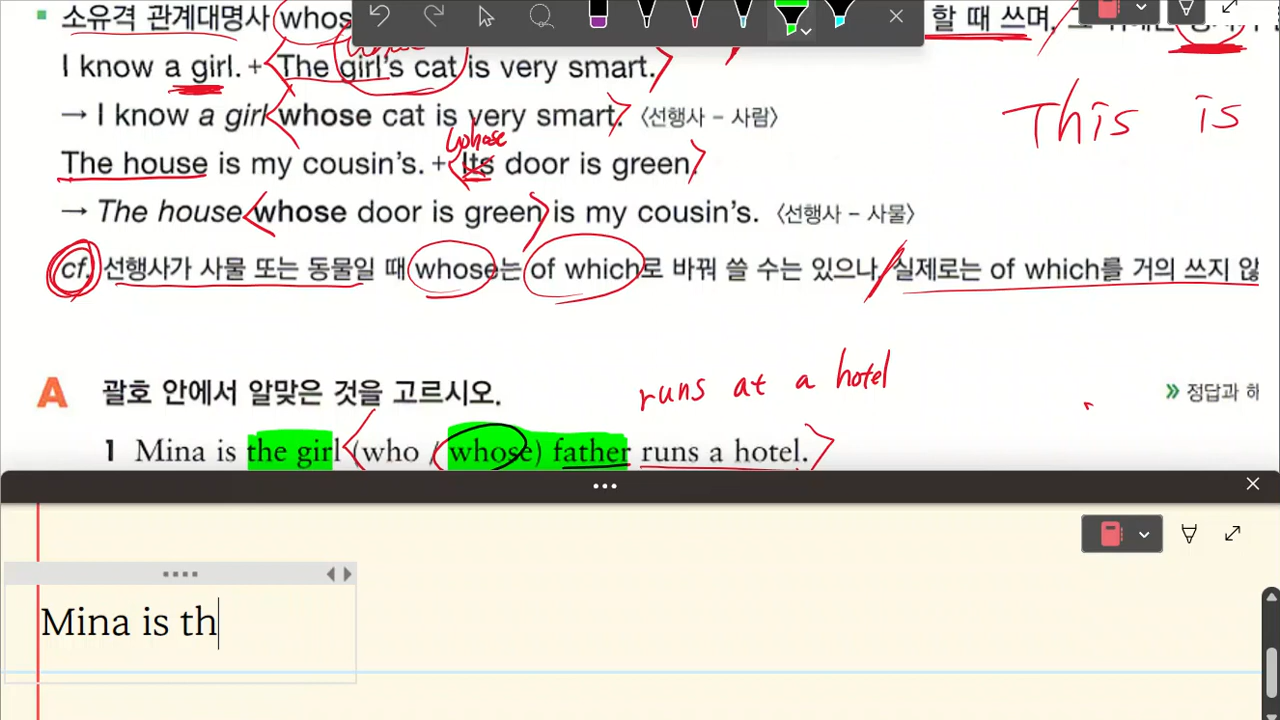 소유격 관계대명사 whos 할 때 쓰며,
I know a girl. + The girl's cat is very smart.
→ I know a girl whose cat is very smart. 〈선행사 – 사람〉
This is
whose
The house is my cousin's. + Its door is green.
→ The house whose door is green is my cousin's. 〈선행사 – 사물〉
cf. 선행사가 사물 또는 동물일 때 whose는 of which로 바꿔 쓸 수는 있으나, 실제로는 of which를 거의 쓰지 않
runs at a hotel
A 괄호 안에서 알맞은 것을 고르시오. » 정답과 해
1 Mina is the girl (who / whose) father runs a hotel.
Mina is th